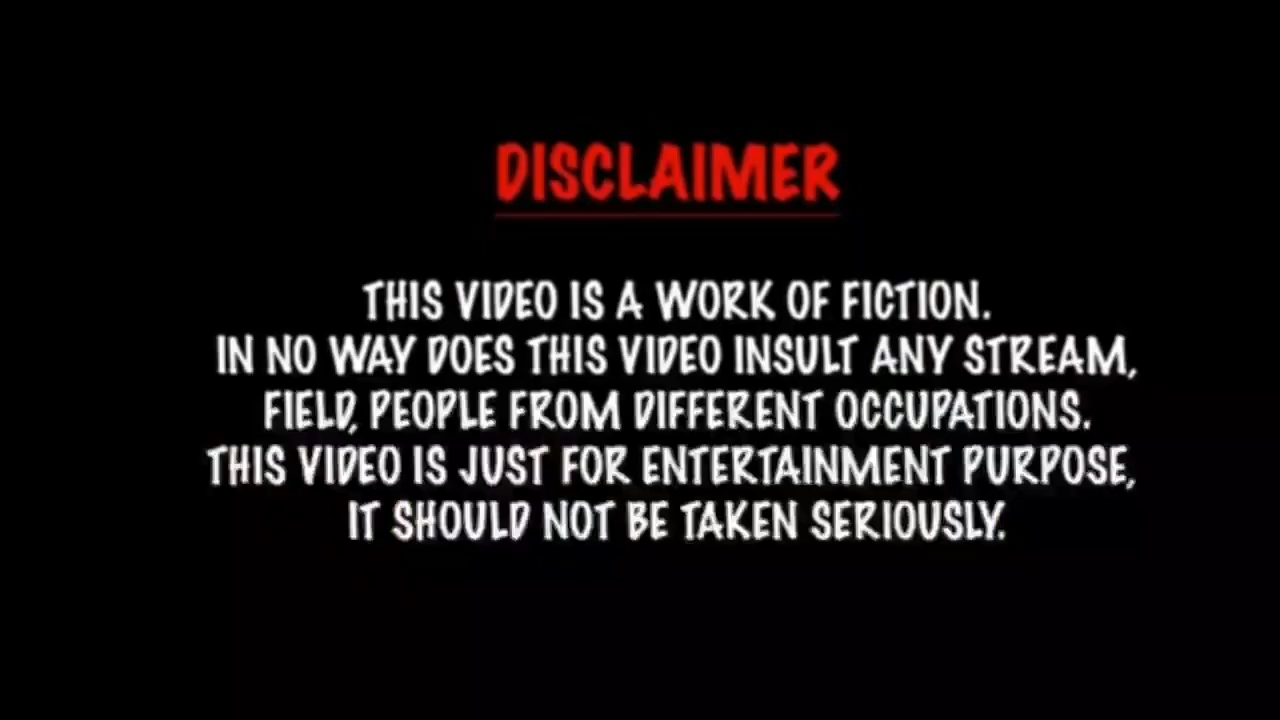 DISCLAIMER
THIS VIDEO IS A WORK OF FICTION.
IN NO WAY DOES THIS VIDEO INSULT ANY STREAM,
FIELD, PEOPLE FROM DIFFERENT OCCUPATIONS.
THIS VIDEO IS JUST FOR ENTERTAINMENT PURPOSE,
IT SHOULD NOT BE TAKEN SERIOUSLY.